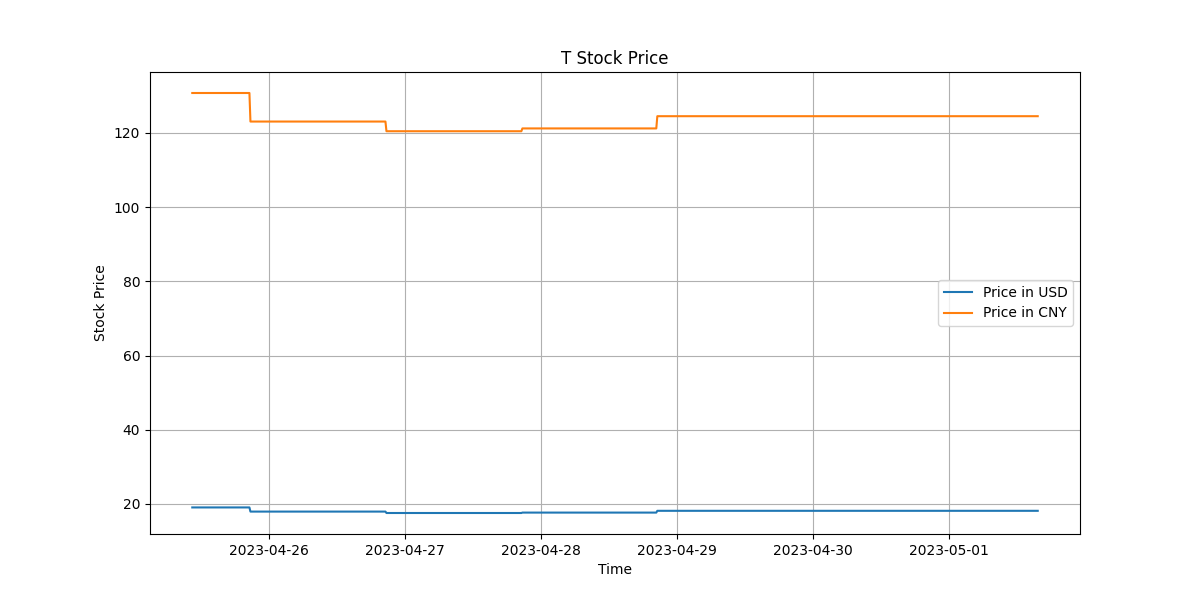 T Stock Price
Stock Price
120
100
80
60
40
20
Price in USD
Price in CNY
2023-04-26
2023-04-27
2023-04-28
2023-04-29
2023-04-30
2023-05-01
Time